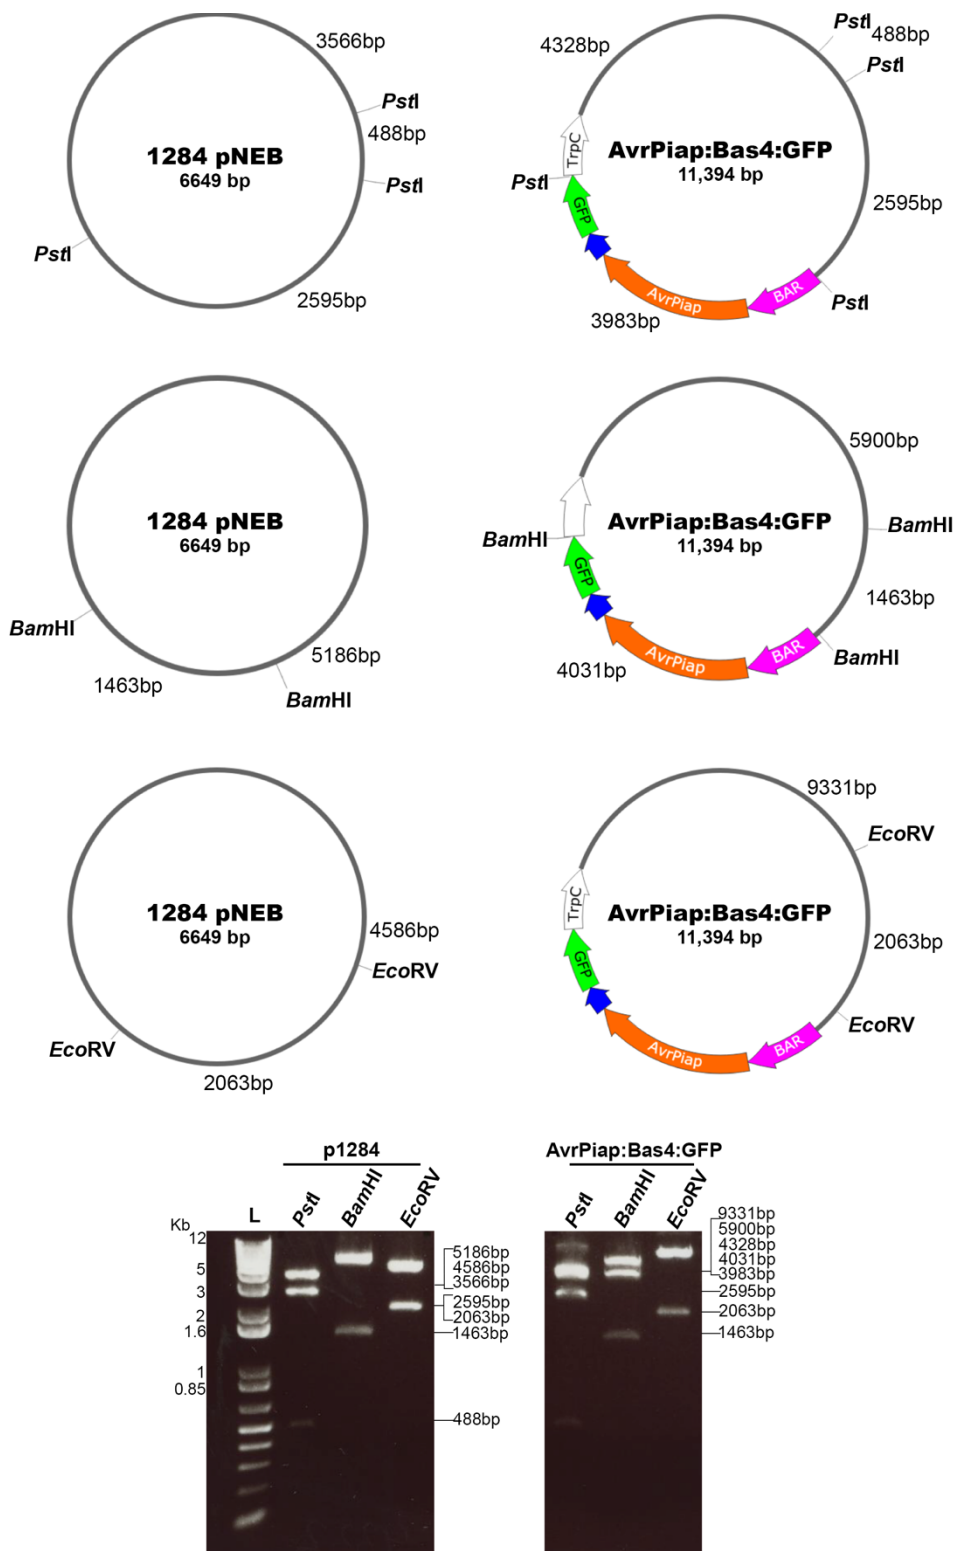 3566bp
PstI
488bp
1284 pNEB
6649 bp
PstI
PstI
2595bp
4328bp
PstI 488bp
PstI
TrpC
AvrPiap:Bas4:GFP
11,394 bp
PstI
GFP
2595bp
AvrPiap
BAR
PstI
3983bp
1284 pNEB
6649 bp
BamHI
5186bp
1463bp
BamHI
5900bp
AvrPiap:Bas4:GFP
11,394 bp
BamHI
BamHI
GFP
1463bp
AvrPiap
BAR
BamHI
4031bp
1284 pNEB
6649 bp
4586bp
EcoRV
EcoRV
2063bp
9331bp
EcoRV
TrpC
AvrPiap:Bas4:GFP
11,394 bp
2063bp
GFP
EcoRV
AvrPiap
BAR
p1284
L
PstI
BamHI
EcoRV
Kb
12
5
3
2
1.6
1
0.85
5186bp
4586bp
3566bp
2595bp
2063bp
1463bp
488bp
AvrPiap:Bas4:GFP
PstI
BamHI
EcoRV
9331bp
5900bp
4328bp
4031bp
3983bp
2595bp
2063bp
1463bp